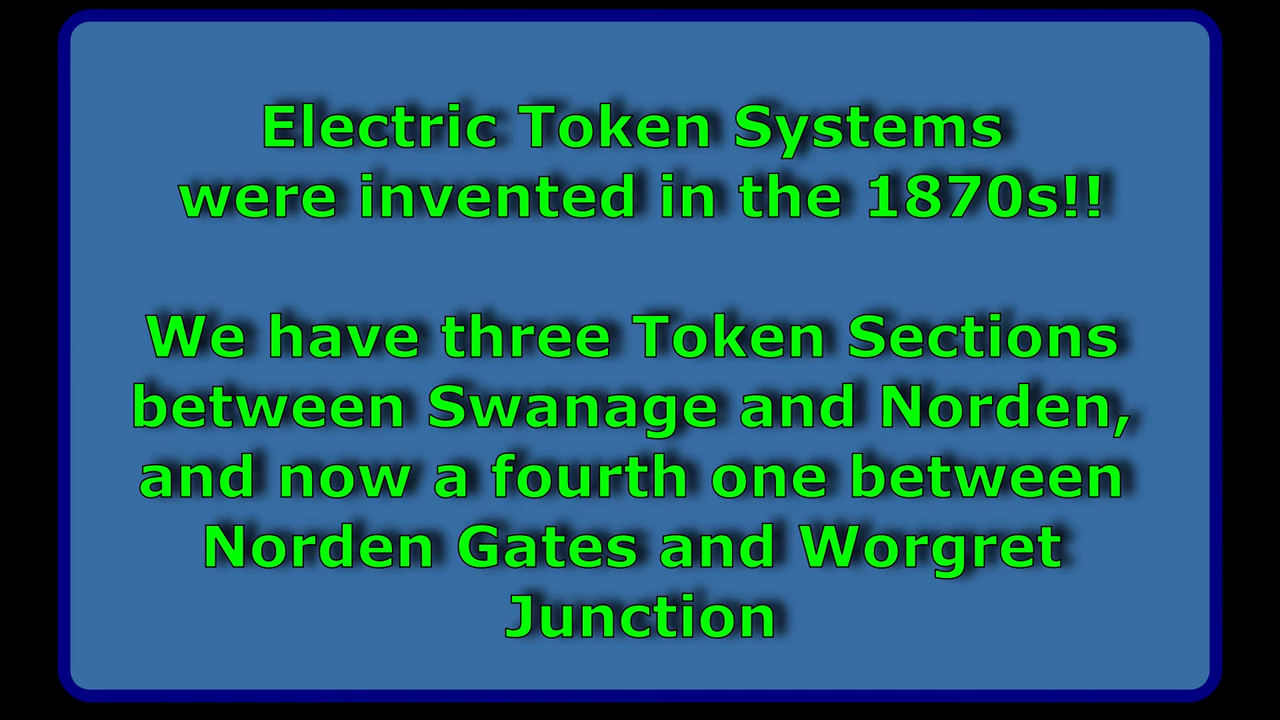 Electric Token Systems
were invented in the 1870s!!
We have three Token Sections
between Swanage and Norden,
and now a fourth one between
Norden Gates and Worgret
Junction